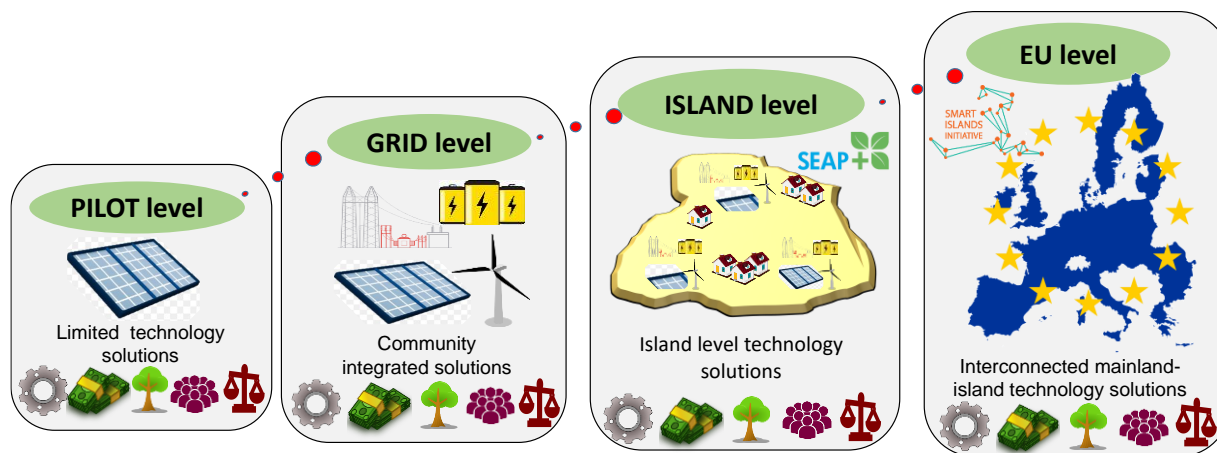 PILOT level
Limited technology
solutions
GRID level
Community
integrated solutions
ISLAND level
SEAP+
Island level technology
solutions
EU level
SMART
ISLANDS
INITIATIVE
Interconnected mainland-
island technology solutions